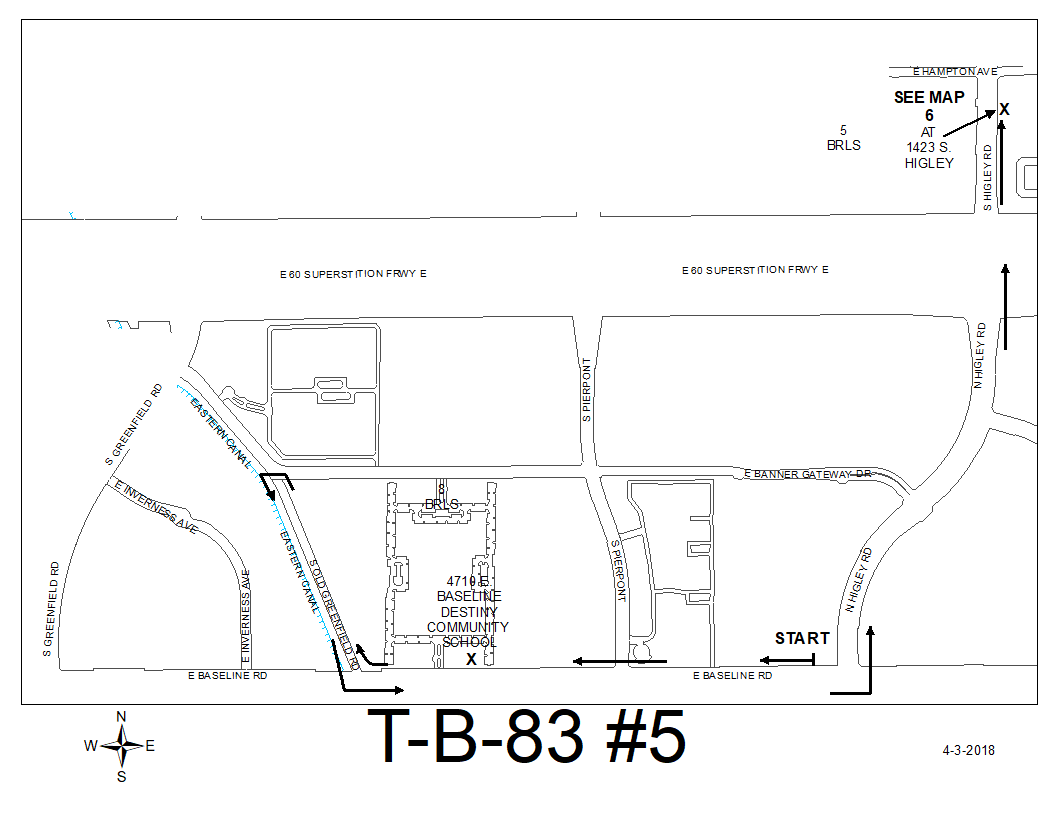 E HAMPTON AVE
SEE MAP
6
AT
1423 S.
HIGLEY
X
5
BRLS
S HIGLEY RD
E 60 SUPERSTITION FRWY E
E 60 SUPERSTITION FRWY E
N HIGLEY RD
S PIERPONT
S GREENFIELD RD
EASTERN CANAL
E BANNER GATEWAY DR
E INVERNESS AVE
8
BRLS
EASTERN CANAL
S OLD GREENFIELD RD
S PIERPONT
N HIGLEY RD
S GREENFIELD RD
E INVERNESS AVE
4710 E.
BASELINE
DESTINY
COMMUNITY
SCHOOL
X
START
E BASELINE RD
E BASELINE RD
T-B-83 #5
N
W E
S
4-3-2018